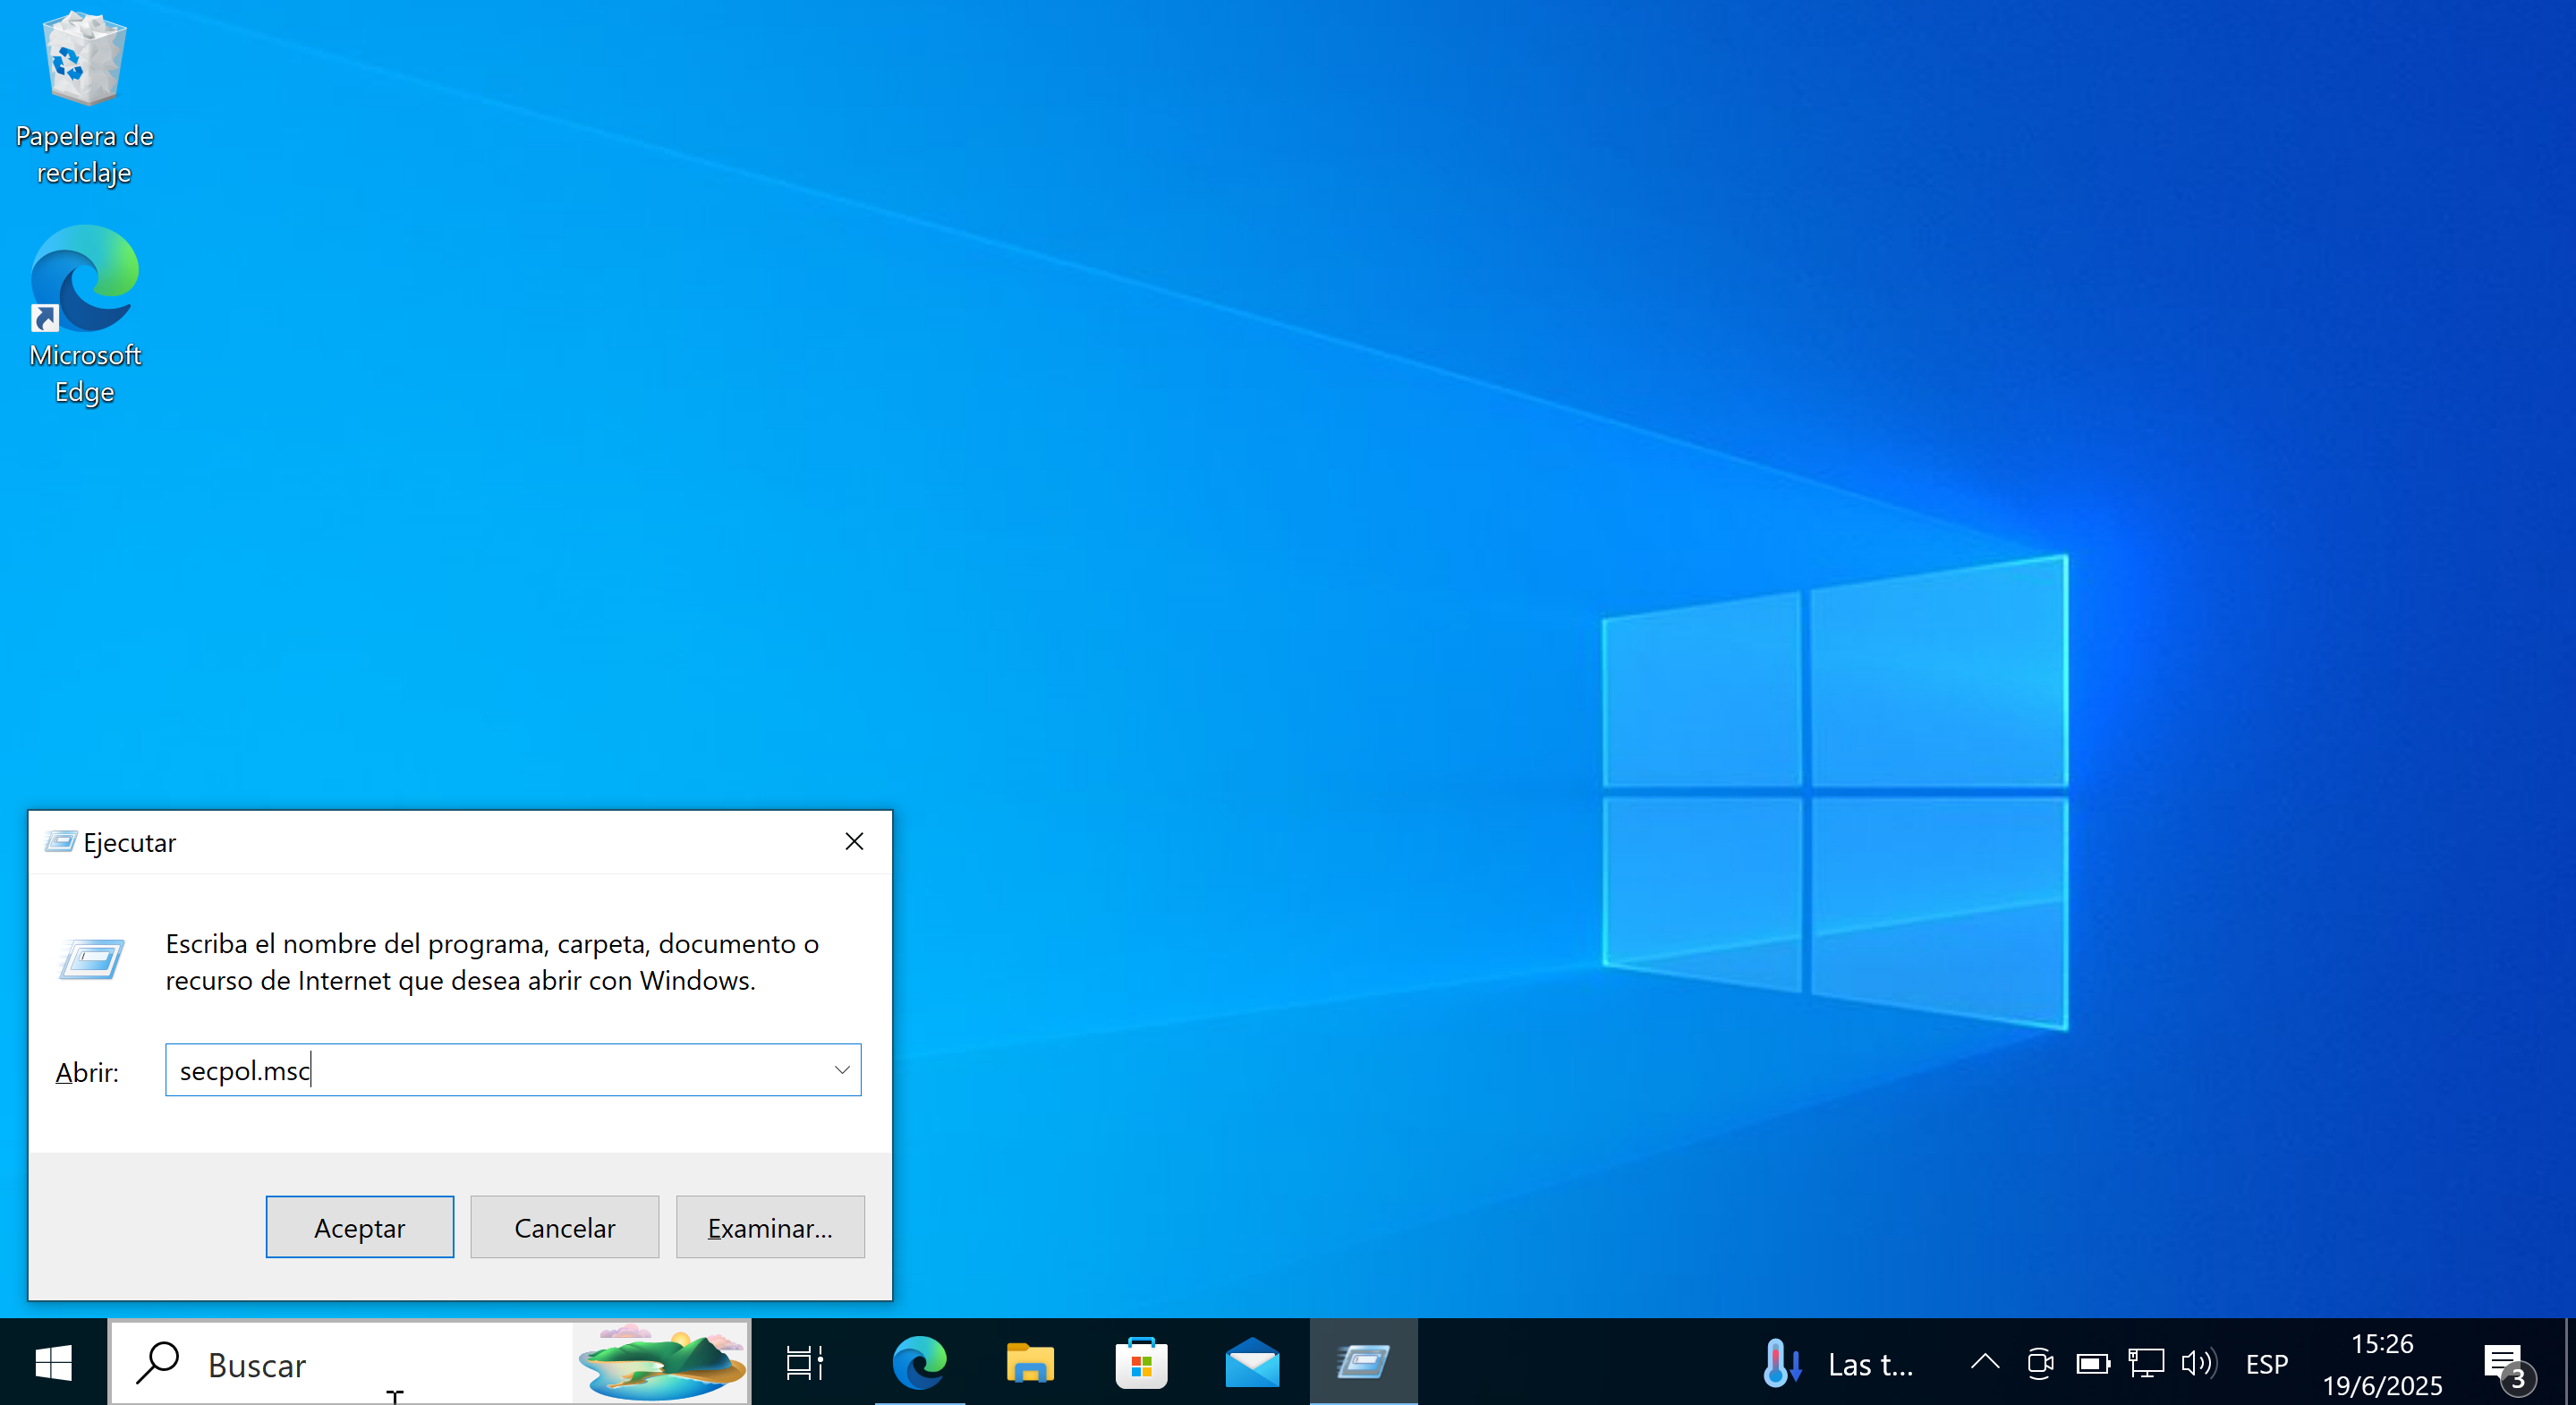 Papelera de
reciclaje
Microsoft
Edge
Ejecutar
Escriba el nombre del programa, carpeta, documento o
recurso de Internet que desea abrir con Windows.
Abrir:
secpol.msc
Aceptar
Cancelar
Examinar...
Buscar
Las t...
ESP
15:26
19/6/2025
3